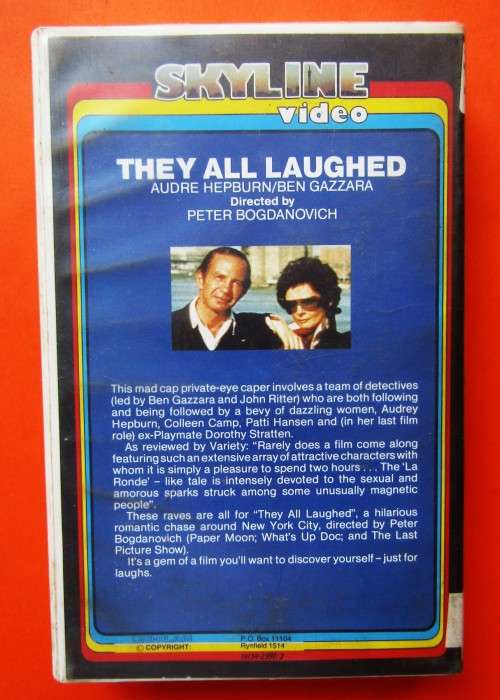 SKYLINE
video
THEY ALL LAUGHED
AUDRE HEPBURN/BEN GAZZARA
Directed by
PETER BOGDANOVICH
This mad cap private-eye caper involves a team of detectives
(led by Ben Gazzara and John Ritter) who are both following
and being followed by a bevy of dazzling women, Audrey
Hepburn, Colleen Camp, Patti Hansen and (in her last film
role) ex-Playmate Dorothy Stratten.
As reviewed by Variety: "Rarely does a film come along
featuring such an extensive array of attractive characters with
whom it is simply a pleasure to spend two hours . . . The 'La
Ronde' – like tale is intensely devoted to the sexual and
amorous sparks struck among some unusually magnetic
people".
These raves are all for "They All Laughed", a hilarious
romantic chase around New York City, directed by Peter
Bogdanovich (Paper Moon; What's Up Doc; and The Last
Picture Show).
It's a gem of a film you'll want to discover yourself – just for
laughs.
© COPYRIGHT:
P.O. Box 11104
Rynfield 1514